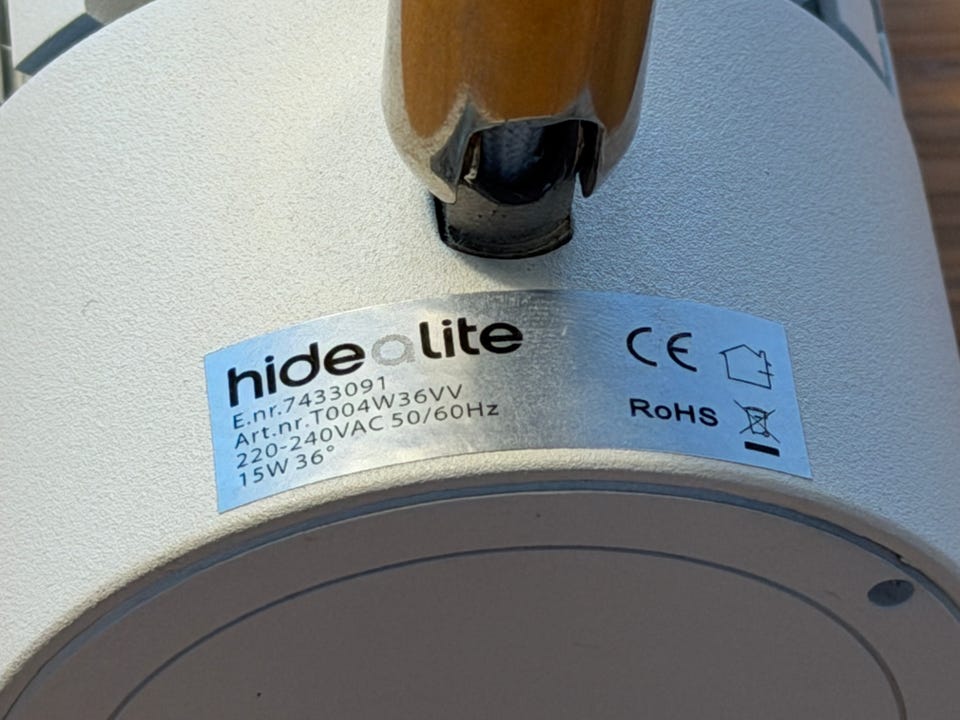 hidealite
E.nr.7433091
Art.nr.T004W36VV
220-240VAC 50/60Hz
15W 36°
CE
RoHS